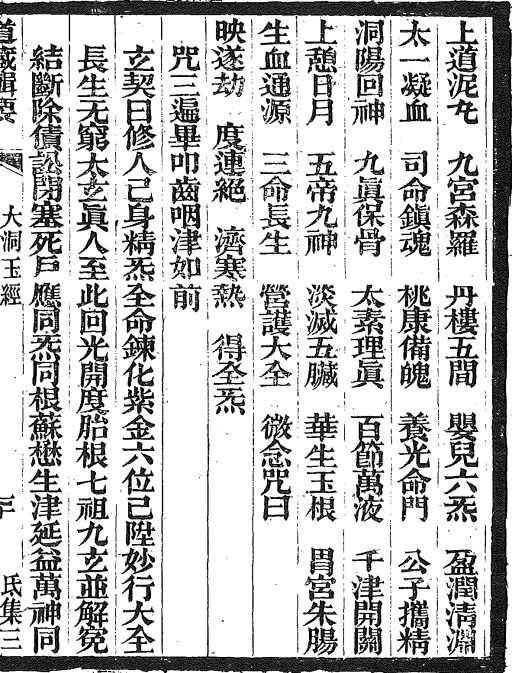 上道泥丸　九宮森羅　丹樓五間　嬰兒六炁　盈潤清淵
太一凝血　司命鎮魂　桃康備魄　養光命門　公子攜精
洞陽回神　九眞保骨　太素理眞　百節萬液　千津開關
上憩日月　五帝九神　淡滅五臟　華生玉根　胃宮朱腸
生血通源　三命長生　營護大全　微念咒曰
映遂劫　度連絕　濟寒熱　得全炁
咒三遍畢叩齒咽津如前
玄契曰修人己身精炁全命鍊化紫金六位已陞妙行大全
長生无窮太玄眞人至此回光開度胎根七祖九玄並解冤
結斷除債訟閉塞死戶應同炁同根蘇懋生津延益萬神同
道藏輯要　大洞玉經　氐集三